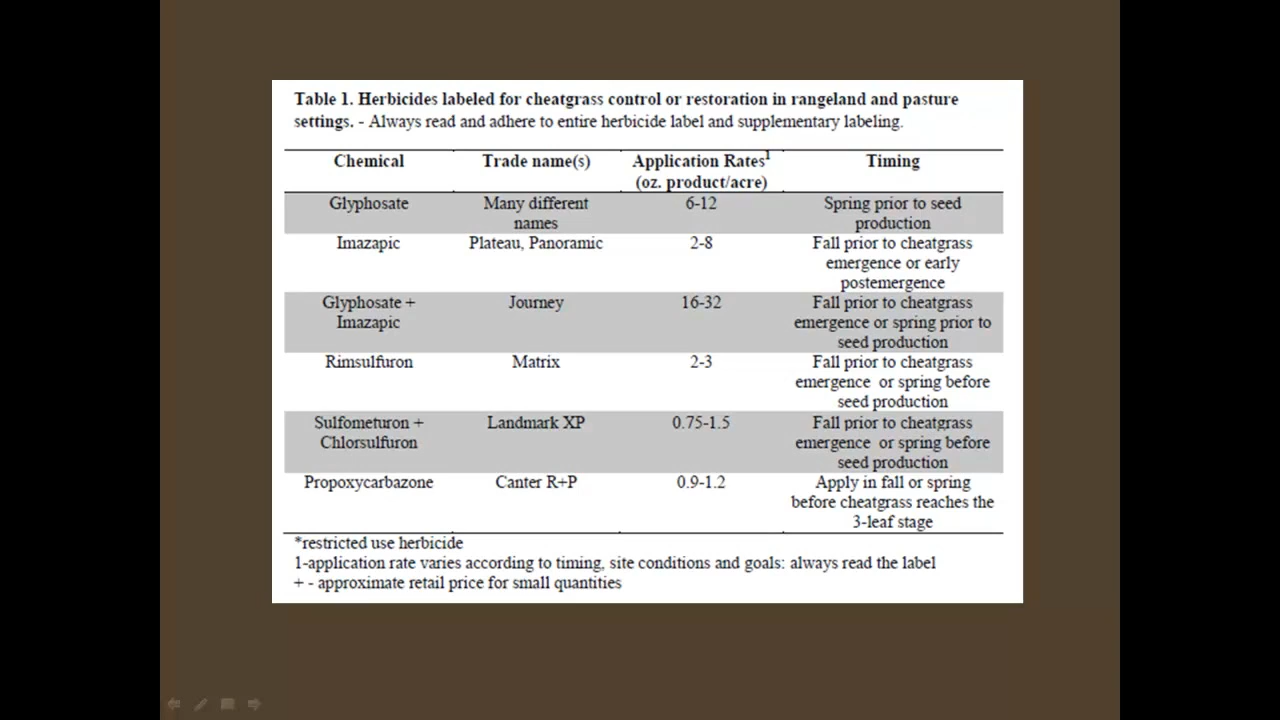 Table 1. Herbicides labeled for cheatgrass control or restoration in rangeland and pasture
settings. - Always read and adhere to entire herbicide label and supplementary labeling.
Chemical Trade name(s) Application Rates1 Timing
(oz. product/acre)
Glyphosate Many different 6-12 Spring prior to seed
names production
Imazapic Plateau, Panoramic 2-8 Fall prior to cheatgrass
emergence or early
postemergence
Glyphosate + Journey 16-32 Fall prior to cheatgrass
Imazapic emergence or spring prior to
seed production
Rimsulfuron Matrix 2-3 Fall prior to cheatgrass
emergence or spring before
seed production
Sulfometuron + Landmark XP 0.75-1.5 Fall prior to cheatgrass
Chlorsulfuron emergence or spring before
seed production
Propoxycarbazone Canter R+P 0.9-1.2 Apply in fall or spring
before cheatgrass reaches the
3-leaf stage
*restricted use herbicide
1-application rate varies according to timing, site conditions and goals: always read the label
+ - approximate retail price for small quantities